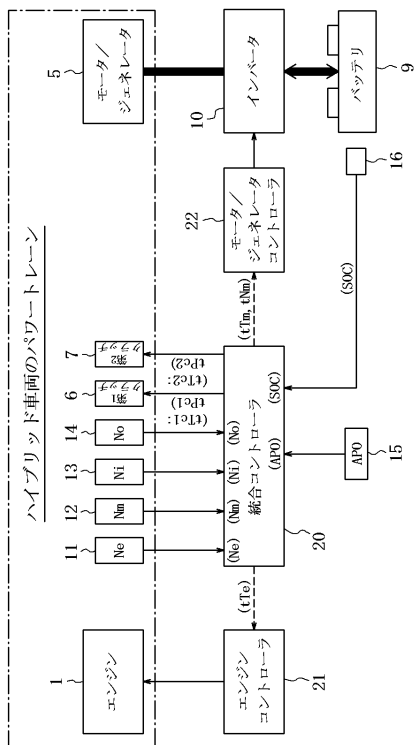 ハイブリッド車両のパワートレーン
1
エンジン
11
Ne
12
Nm
13
Ni
14
No
6
第1
クラッチ
7
第2
クラッチ
5
モータ/
ジェネレータ
(tTc1:
tPc1)
(tTc2:
tPc2)
(Ne)
(Nm)
(Ni)
(No)
統合コントローラ
(APO)
(SOC)
20
(tTe)
エンジン
コントローラ
21
(tTm, tNm)
モータ/
ジェネレータ
コントローラ
22
インバータ
10
バッテリ
9
APO
15
(SOC)
16